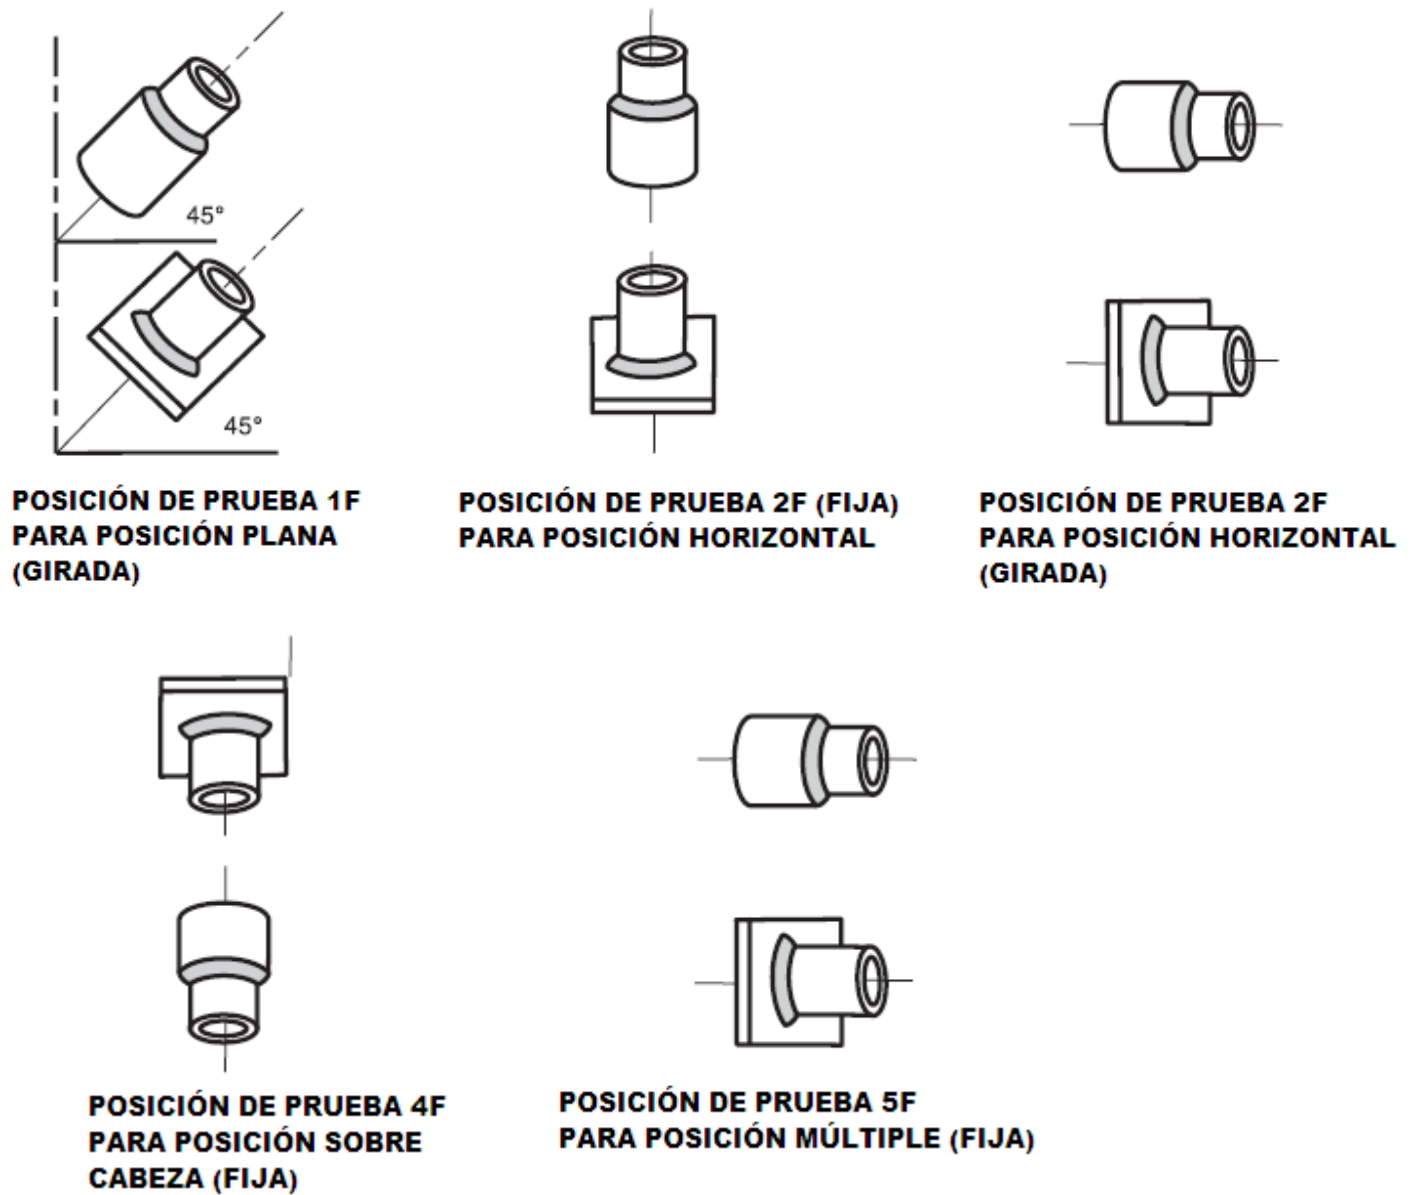 45°
45°
POSICIÓN DE PRUEBA 1F
PARA POSICIÓN PLANA
(GIRADA)
POSICIÓN DE PRUEBA 2F (FIJA)
PARA POSICIÓN HORIZONTAL
POSICIÓN DE PRUEBA 2F
PARA POSICIÓN HORIZONTAL
(GIRADA)
POSICIÓN DE PRUEBA 4F
PARA POSICIÓN SOBRE
CABEZA (FIJA)
POSICIÓN DE PRUEBA 5F
PARA POSICIÓN MÚLTIPLE (FIJA)